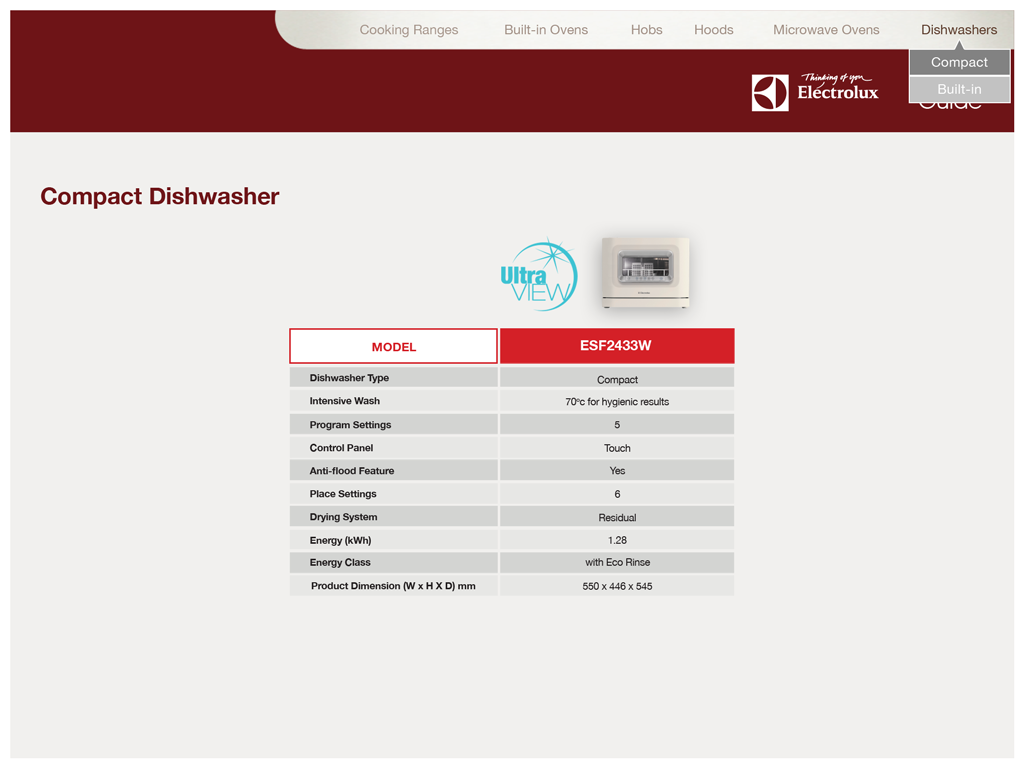 Cooking Ranges Built-in Ovens Hobs Hoods Microwave Ovens Dishwashers
Compact
Built-in
Thinking of you
Electrolux
Guide
Compact Dishwasher
Ultra
VIEW
MODEL ESF2433W
Dishwasher Type Compact
Intensive Wash 70°c for hygienic results
Program Settings 5
Control Panel Touch
Anti-flood Feature Yes
Place Settings 6
Drying System Residual
Energy (kWh) 1.28
Energy Class with Eco Rinse
Product Dimension (W x H X D) mm 550 x 446 x 545